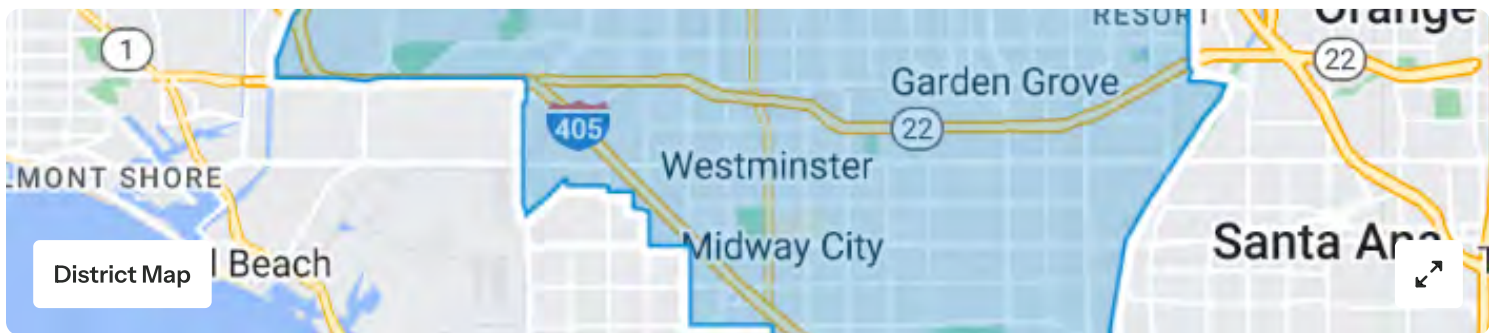 RESORT
Orange
1
22
Garden Grove
405
22
Westminster
LMONT SHORE
Santa Ana
Midway City
l Beach
District Map